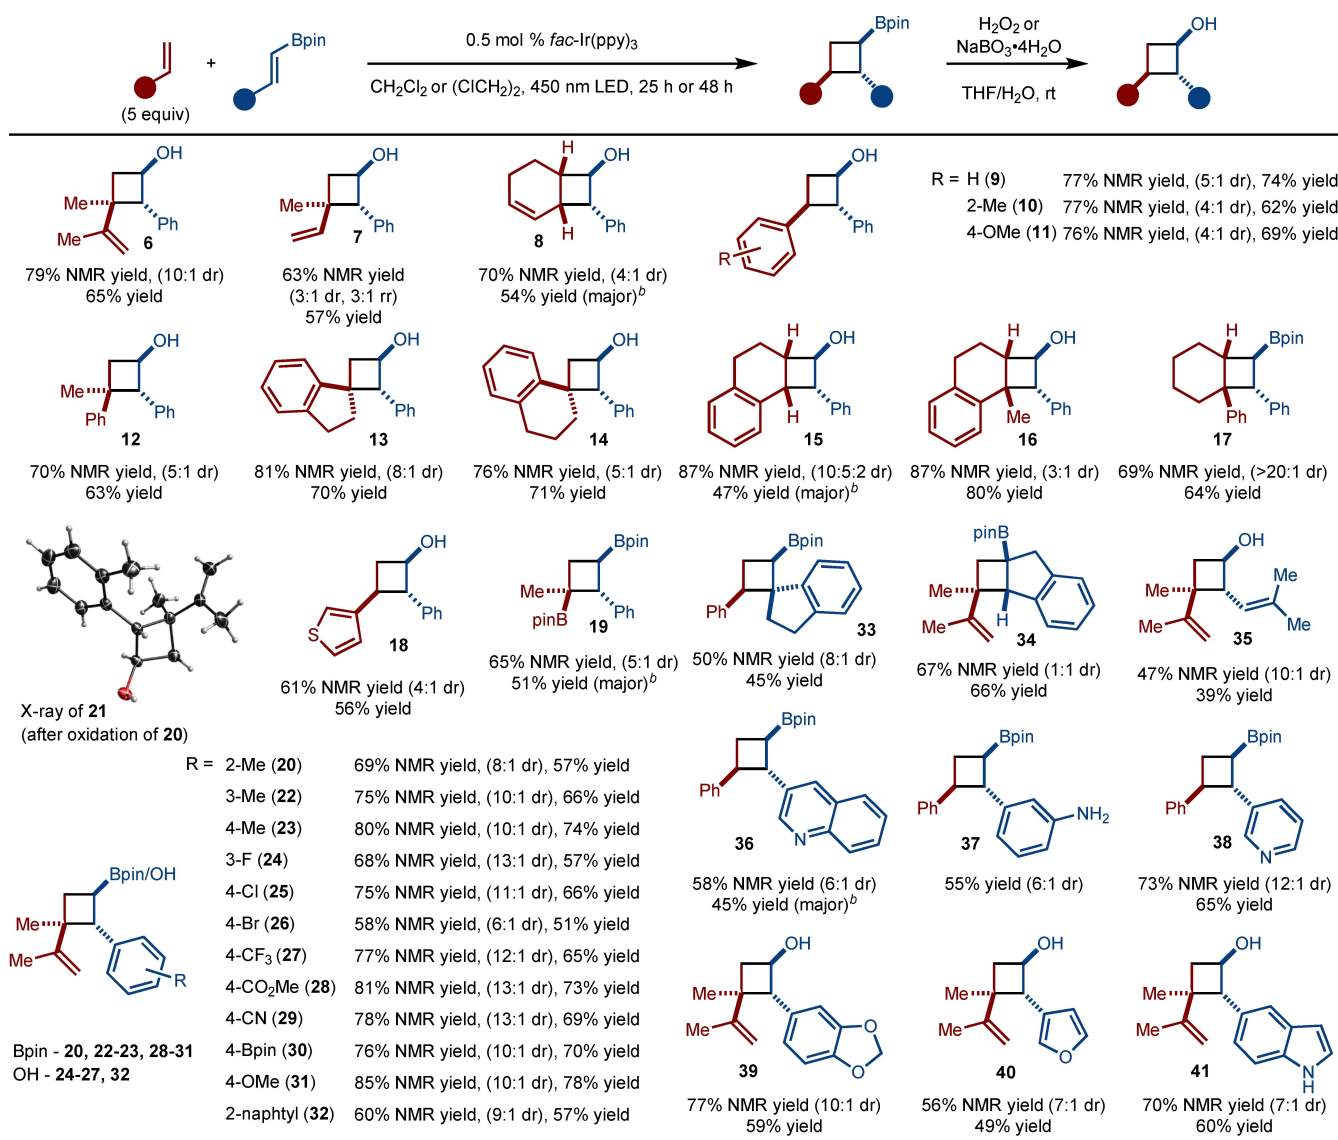 (5 equiv)
+
Bpin
0.5 mol % fac-Ir(ppy)3
CH2Cl2 or (ClCH2)2, 450 nm LED, 25 h or 48 h
Bpin
H2O2 or
NaBO3•4H2O
THF/H2O, rt
OH
OH
Me
Me
Ph
6
79% NMR yield, (10:1 dr)
65% yield
OH
Me
Ph
7
63% NMR yield
(3:1 dr, 3:1 rr)
57% yield
H
OH
H
Ph
8
70% NMR yield, (4:1 dr)
54% yield (major)b
OH
Ph
R
R = H (9) 77% NMR yield, (5:1 dr), 74% yield
2-Me (10) 77% NMR yield, (4:1 dr), 62% yield
4-OMe (11) 76% NMR yield, (4:1 dr), 69% yield
OH
Me
Ph
Ph
12
70% NMR yield, (5:1 dr)
63% yield
OH
Ph
13
81% NMR yield, (8:1 dr)
70% yield
OH
Ph
14
76% NMR yield, (5:1 dr)
71% yield
H
OH
H
Ph
15
87% NMR yield, (10:5:2 dr)
47% yield (major)b
H
OH
Me
Ph
16
87% NMR yield, (3:1 dr)
80% yield
H
Bpin
Ph
Ph
17
69% NMR yield, (>20:1 dr)
64% yield
X-ray of 21
(after oxidation of 20)
OH
S
Ph
18
61% NMR yield (4:1 dr)
56% yield
Bpin
Me
pinB
Ph
19
65% NMR yield, (5:1 dr)
51% yield (major)b
Bpin
Ph
33
50% NMR yield (8:1 dr)
45% yield
pinB
Me
Me
H
34
67% NMR yield (1:1 dr)
66% yield
OH
Me
Me
Me
Me
35
47% NMR yield (10:1 dr)
39% yield
Bpin/OH
Me
Me
R
Bpin - 20, 22-23, 28-31
OH - 24-27, 32
R = 2-Me (20) 69% NMR yield, (8:1 dr), 57% yield
3-Me (22) 75% NMR yield, (10:1 dr), 66% yield
4-Me (23) 80% NMR yield, (10:1 dr), 74% yield
3-F (24) 68% NMR yield, (13:1 dr), 57% yield
4-Cl (25) 75% NMR yield, (11:1 dr), 66% yield
4-Br (26) 58% NMR yield, (6:1 dr), 51% yield
4-CF3 (27) 77% NMR yield, (12:1 dr), 65% yield
4-CO2Me (28) 81% NMR yield, (13:1 dr), 73% yield
4-CN (29) 78% NMR yield, (13:1 dr), 69% yield
4-Bpin (30) 76% NMR yield, (10:1 dr), 70% yield
4-OMe (31) 85% NMR yield, (10:1 dr), 78% yield
2-naphtyl (32) 60% NMR yield, (9:1 dr), 57% yield
Bpin
Ph
N
36
58% NMR yield (6:1 dr)
45% yield (major)b
Bpin
Ph
NH2
37
55% yield (6:1 dr)
Bpin
Ph
N
38
73% NMR yield (12:1 dr)
65% yield
OH
Me
Me
O
O
39
77% NMR yield (10:1 dr)
59% yield
OH
Me
Me
O
40
56% NMR yield (7:1 dr)
49% yield
OH
Me
Me
N
H
41
70% NMR yield (7:1 dr)
60% yield